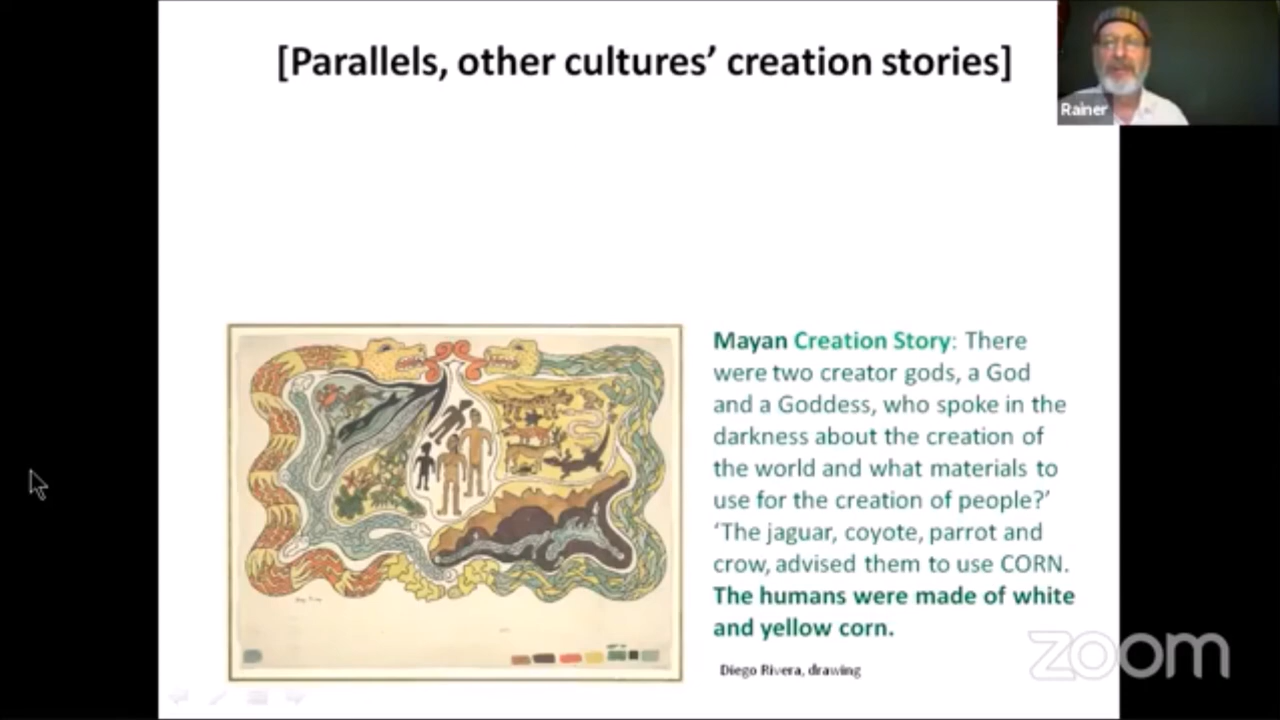 [Parallels, other cultures' creation stories]
Rainer
Mayan Creation Story: There
were two creator gods, a God
and a Goddess, who spoke in the
darkness about the creation of
the world and what materials to
use for the creation of people?'
'The jaguar, coyote, parrot and
crow, advised them to use CORN.
The humans were made of white
and yellow corn.
Diego Rivera, drawing
zoom